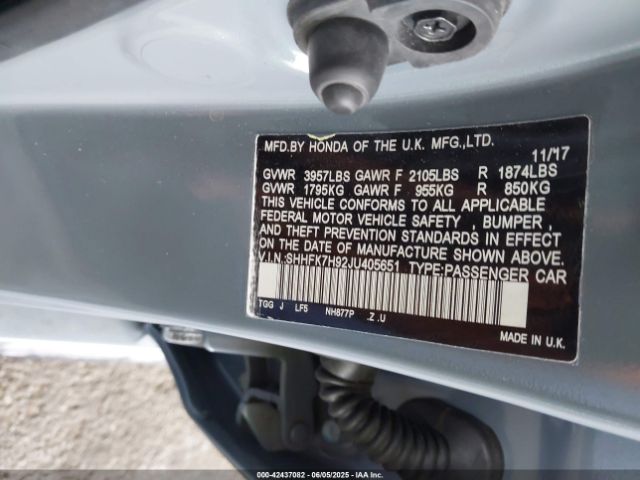 MFD.BY HONDA OF THE U.K. MFG.,LTD. 11/17
GVWR 3957LBS GAWR F 2105LBS R 1874LBS
GVWR 1795KG GAWR F 955KG R 850KG
THIS VEHICLE CONFORMS TO ALL APPLICABLE
FEDERAL MOTOR VEHICLE SAFETY , BUMPER ,
AND THEFT PREVENTION STANDARDS IN EFFECT
ON THE DATE OF MANUFACTURE SHOWN ABOVE.
V.I.N.:SHHFK7H92JU405651 TYPE:PASSENGER CAR
TGG J LF5 NH877P .Z.U
MADE IN U.K.
000-42437082 - 06/05/2025 - IAAI.COM